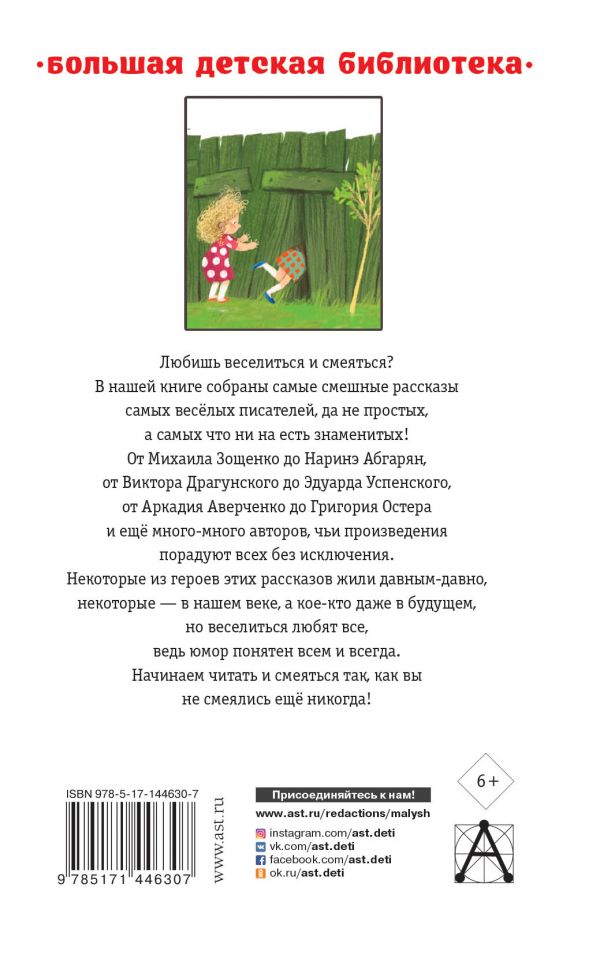 ·Большая детская библиотека·
Любишь веселиться и смеяться?
В нашей книге собраны самые смешные рассказы
самых весёлых писателей, да не простых,
а самых что ни на есть знаменитых!
От Михаила Зощенко до Наринэ Абгарян,
от Виктора Драгунского до Эдуарда Успенского,
от Аркадия Аверченко до Григория Остера
и ещё много-много авторов, чьи произведения
порадуют всех без исключения.
Некоторые из героев этих рассказов жили давным-давно,
некоторые — в нашем веке, а кое-кто даже в будущем,
но веселиться любят все,
ведь юмор понятен всем и всегда.
Начинаем читать и смеяться так, как вы
не смеялись ещё никогда!
ISBN 978-5-17-144630-7
9 785171 446307
www.ast.ru
Присоединяйтесь к нам!
www.ast.ru/redactions/malysh
instagram.com/ast.deti
vk.com/ast.deti
facebook.com/ast.deti
ok.ru/ast.deti
6+